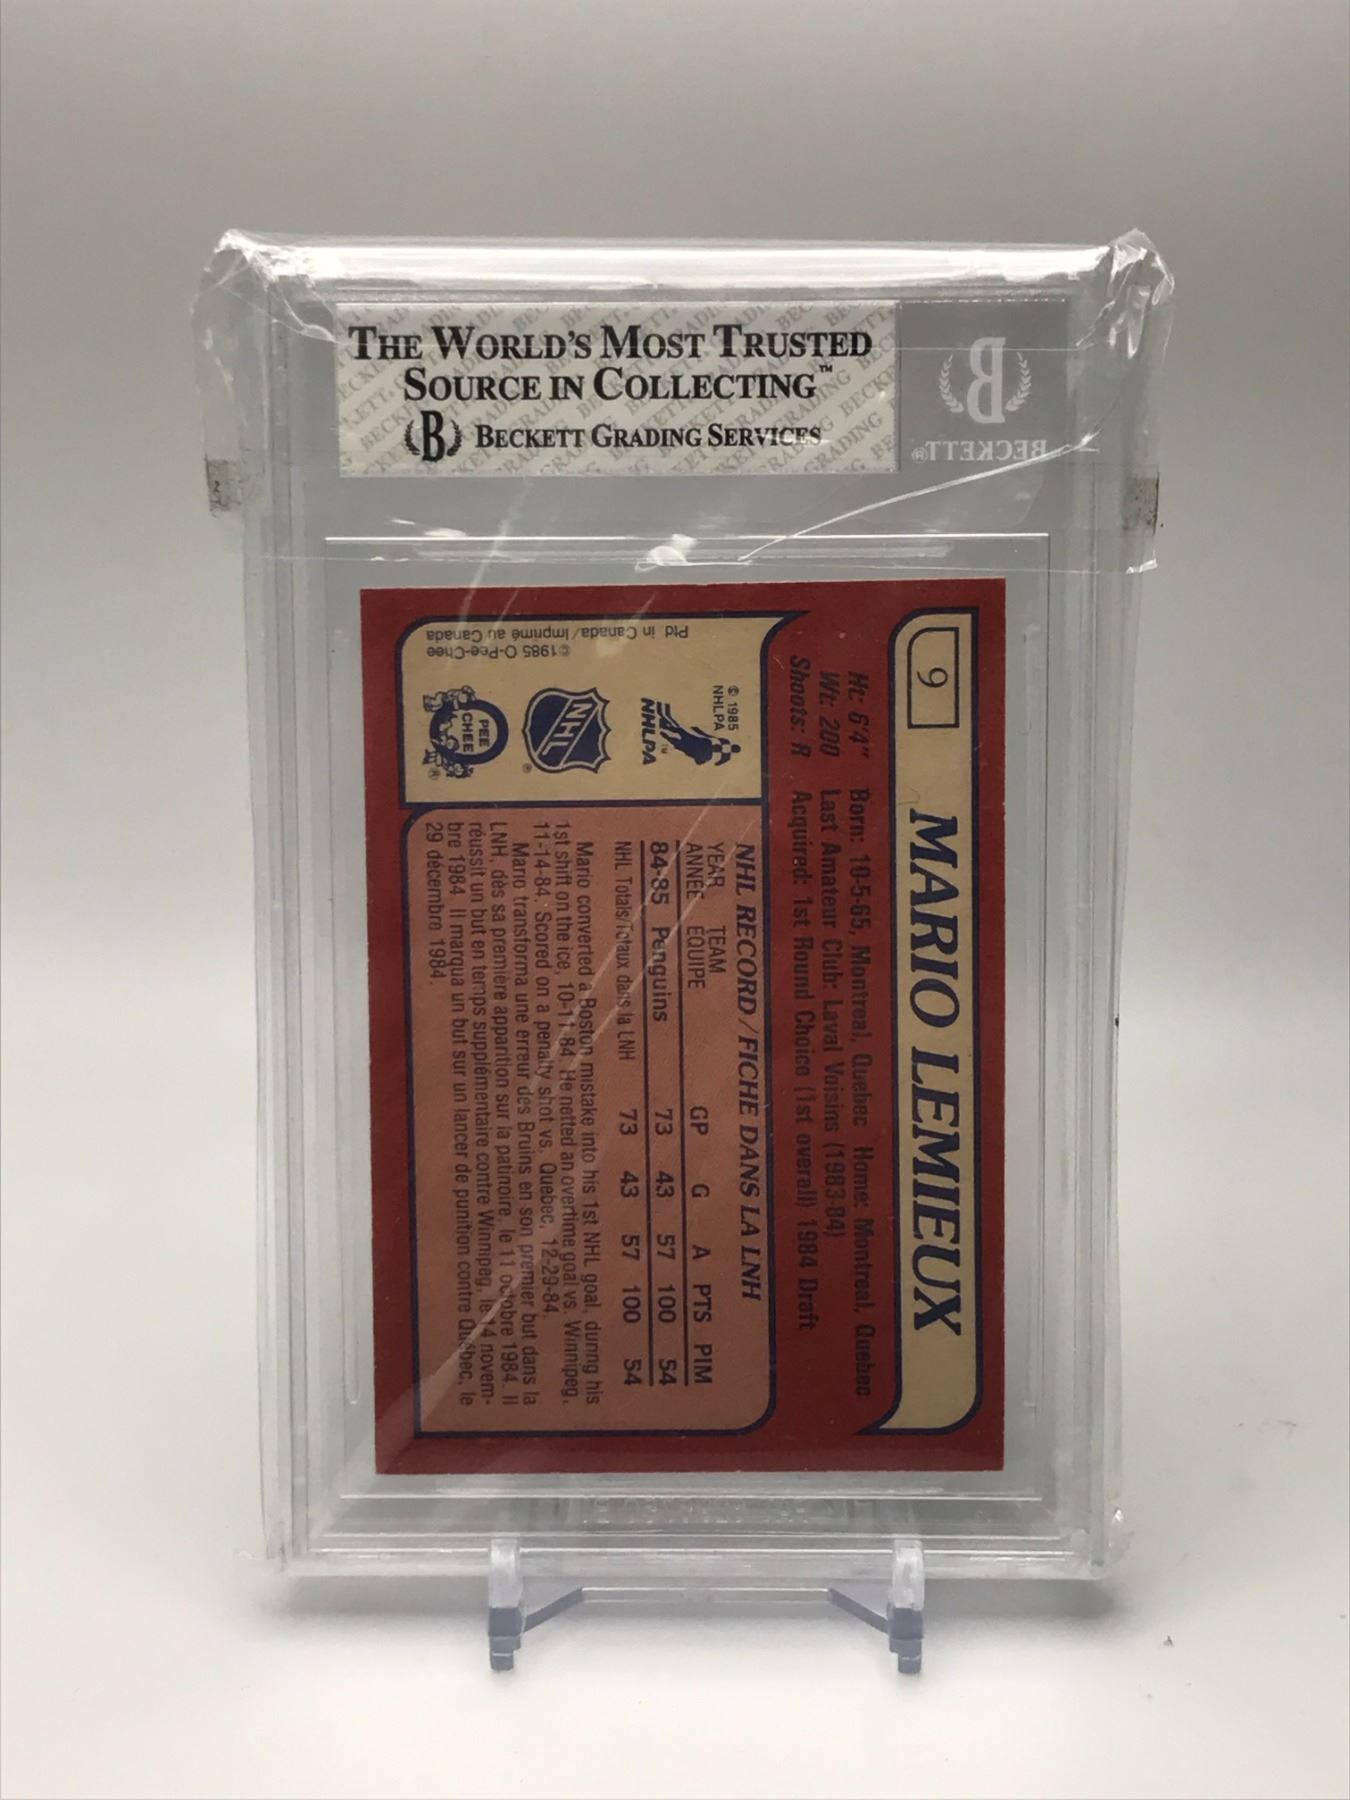 THE WORLD'S MOST TRUSTED
SOURCE IN COLLECTING™
B BECKETT GRADING SERVICES
B
BECKETT®
9
MARIO LEMIEUX
Ht: 6'4" Born: 10-5-65, Montreal, Quebec Home: Montreal, Quebec
Wt: 200 Last Amateur Club: Laval Voisins (1983-84)
Shoots: R Acquired: 1st Round Choice (1st overall) 1984 Draft
© 1985
NHLPA
NHLPA™
NHL®
PEE
CHEE®
©1985 O-Pee-Chee
Ptd. in Canada/Imprimé au Canada
NHL RECORD/FICHE DANS LA LNH
YEAR TEAM GP G A PTS PIM
ANNÉE ÉQUIPE
84-85 Penguins 73 43 57 100 54
NHL Totals/Totaux dans la LNH 73 43 57 100 54
Mario converted a Boston mistake into his 1st NHL goal, during his
1st shift on the ice, 10-11-84. He netted an overtime goal vs. Winnipeg,
11-14-84. Scored on a penalty shot vs. Quebec, 12-29-84.
Mario transforma une erreur des Bruins en son premier but dans la
LNH, dès sa première apparition sur la patinoire, le 11 octobre 1984. Il
réussit un but en temps supplémentaire contre Winnipeg, le 14 novem-
bre 1984. Il marqua un but sur un lancer de punition contre Québec, le
29 décembre 1984.